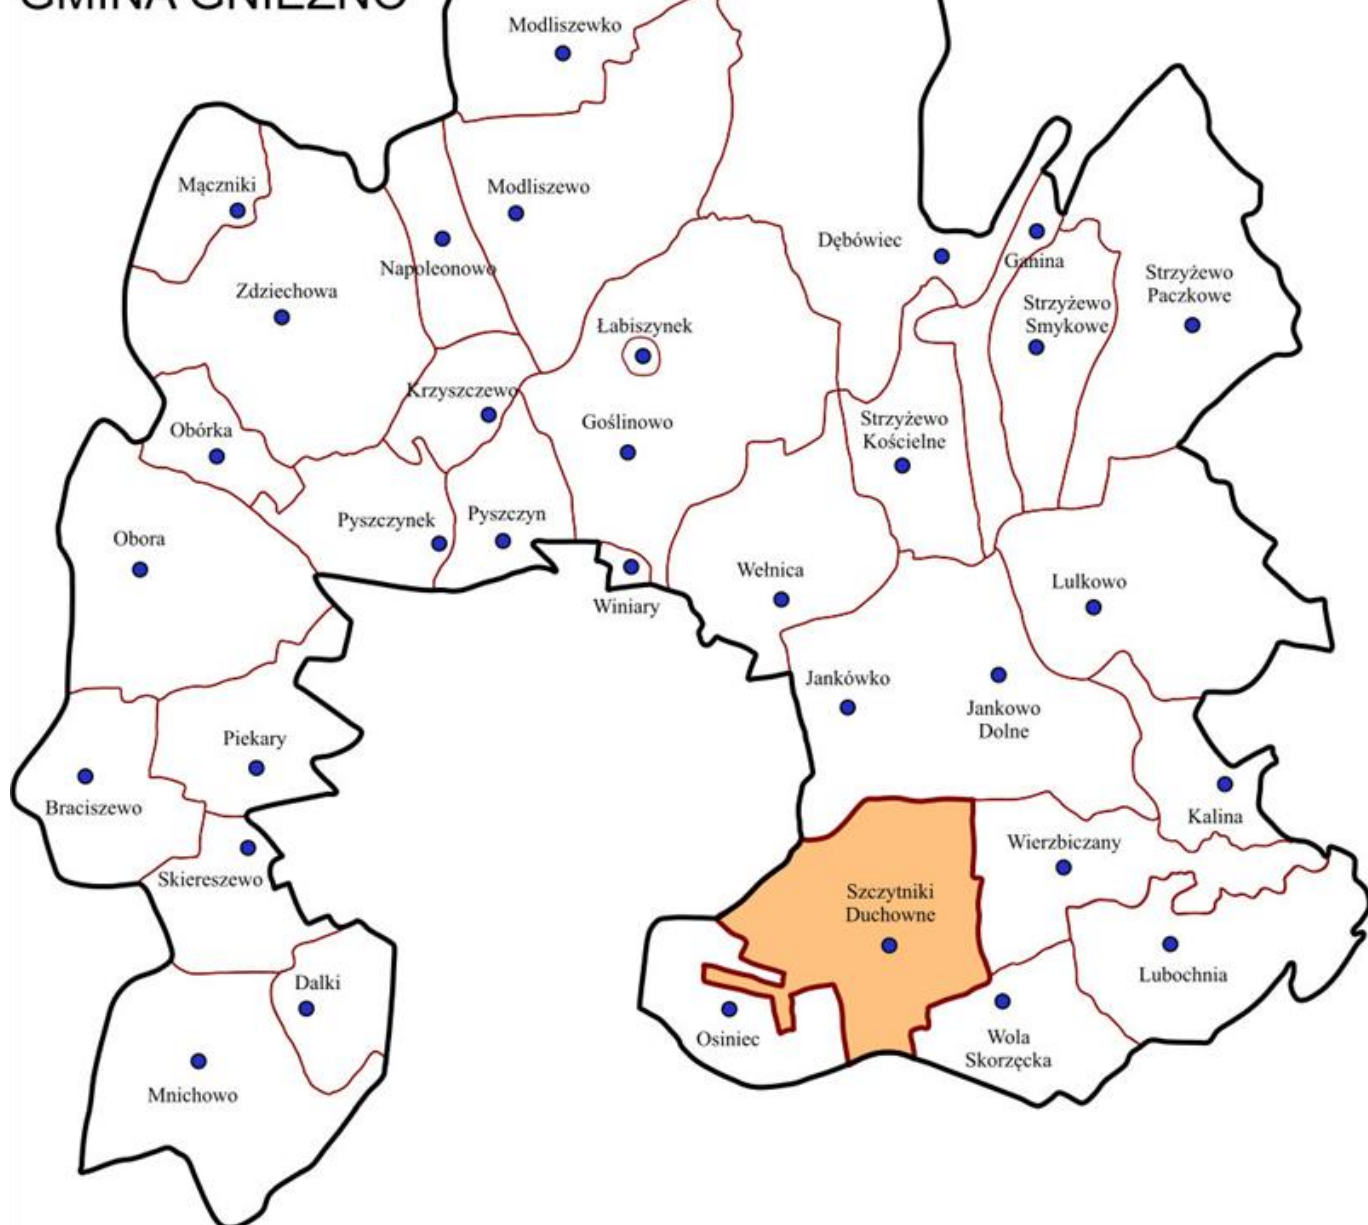 GMINA GNIEZNO
Modliszewko
Mączniki
Modliszewo
Napoleonowo
Zdziechowa
Dębówiec
Ganina
Strzyżewo
Paczkowe
Strzyżewo
Smykowe
Łabiszynek
Krzyszczewo
Goślinowo
Strzyżewo
Kościelne
Obórka
Pyszczynek
Pyszczyn
Obora
Wełnica
Lulkowo
Winiary
Jankówko
Jankowo
Dolne
Piekary
Braciszewo
Kalina
Wierzbiczany
Skiereszewo
Szczytniki
Duchowne
Lubochnia
Dalki
Osiniec
Wola
Skorzęcka
Mnichowo